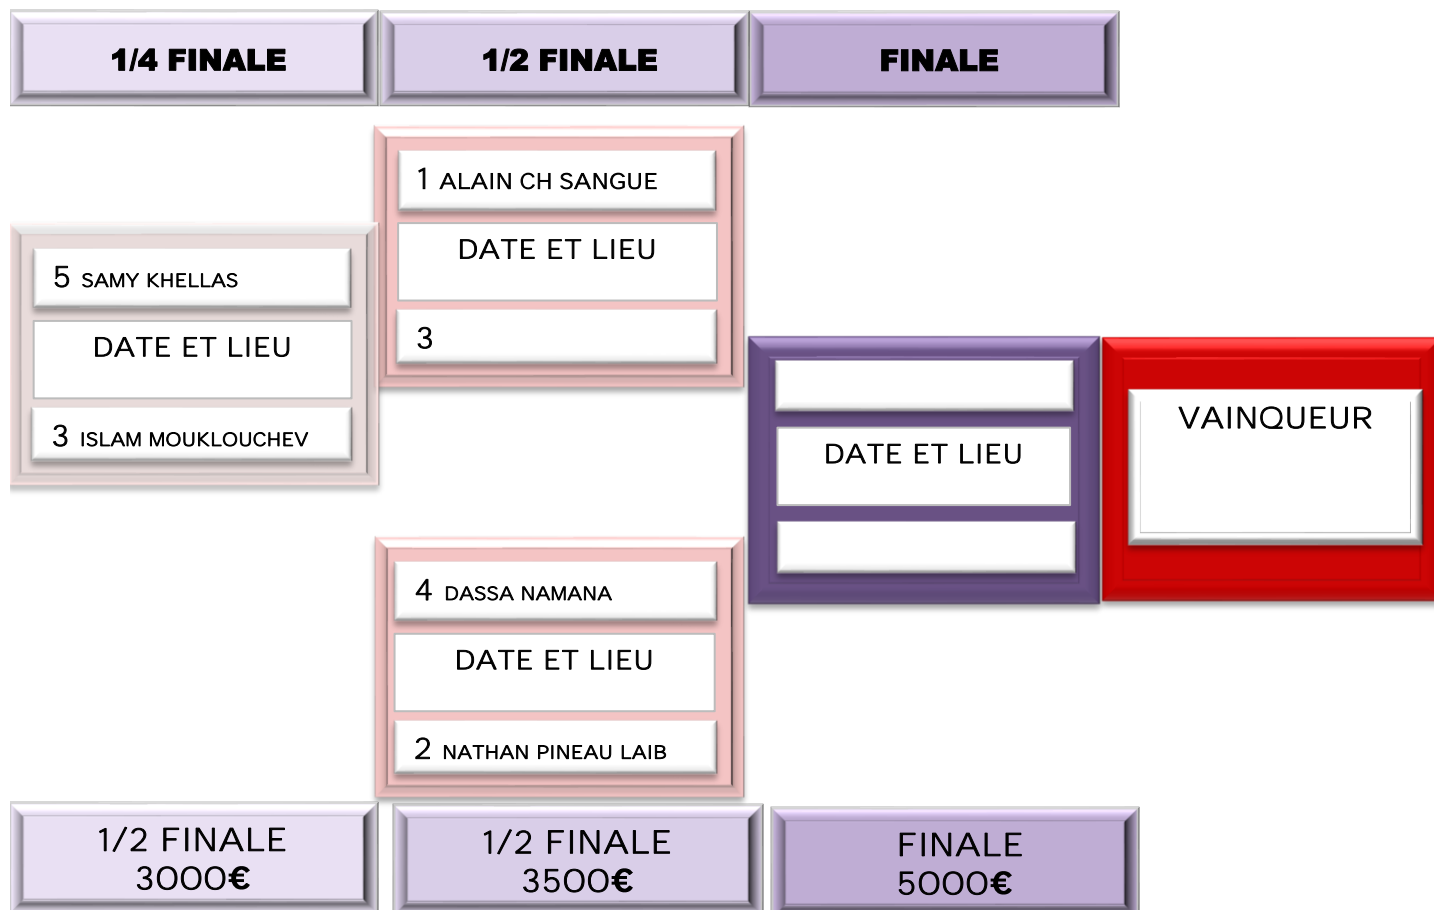 1/4 FINALE
1/2 FINALE
FINALE
1 ALAIN CH SANGUE
DATE ET LIEU
3
5 SAMY KHELLAS
DATE ET LIEU
3 ISLAM MOUKLOUCHEV
DATE ET LIEU
VAINQUEUR
4 DASSA NAMANA
DATE ET LIEU
2 NATHAN PINEAU LAIB
1/2 FINALE
3000€
1/2 FINALE
3500€
FINALE
5000€